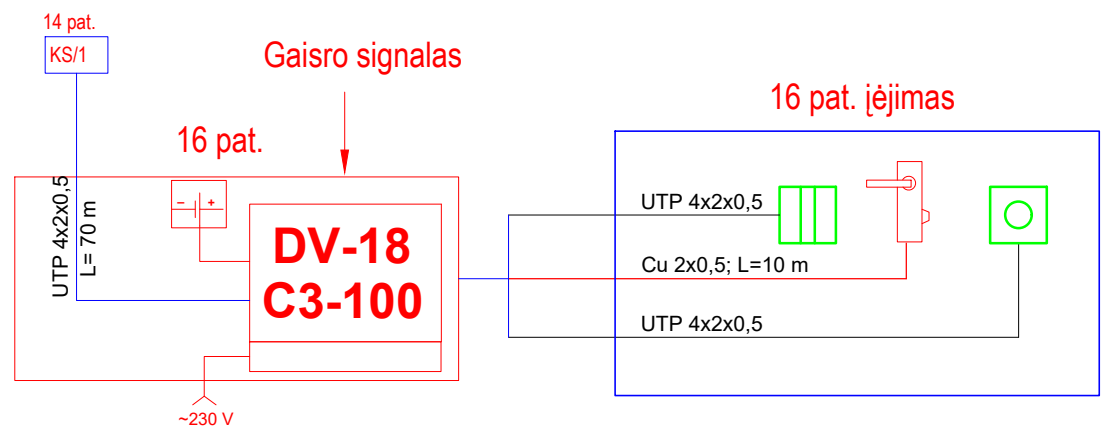 14 pat.
KS/1
Gaisro signalas
16 pat.
16 pat. įėjimas
UTP 4x2x0,5
L= 70 m
- +
DV-18
C3-100
~230 V
UTP 4x2x0,5
Cu 2x0,5; L=10 m
UTP 4x2x0,5